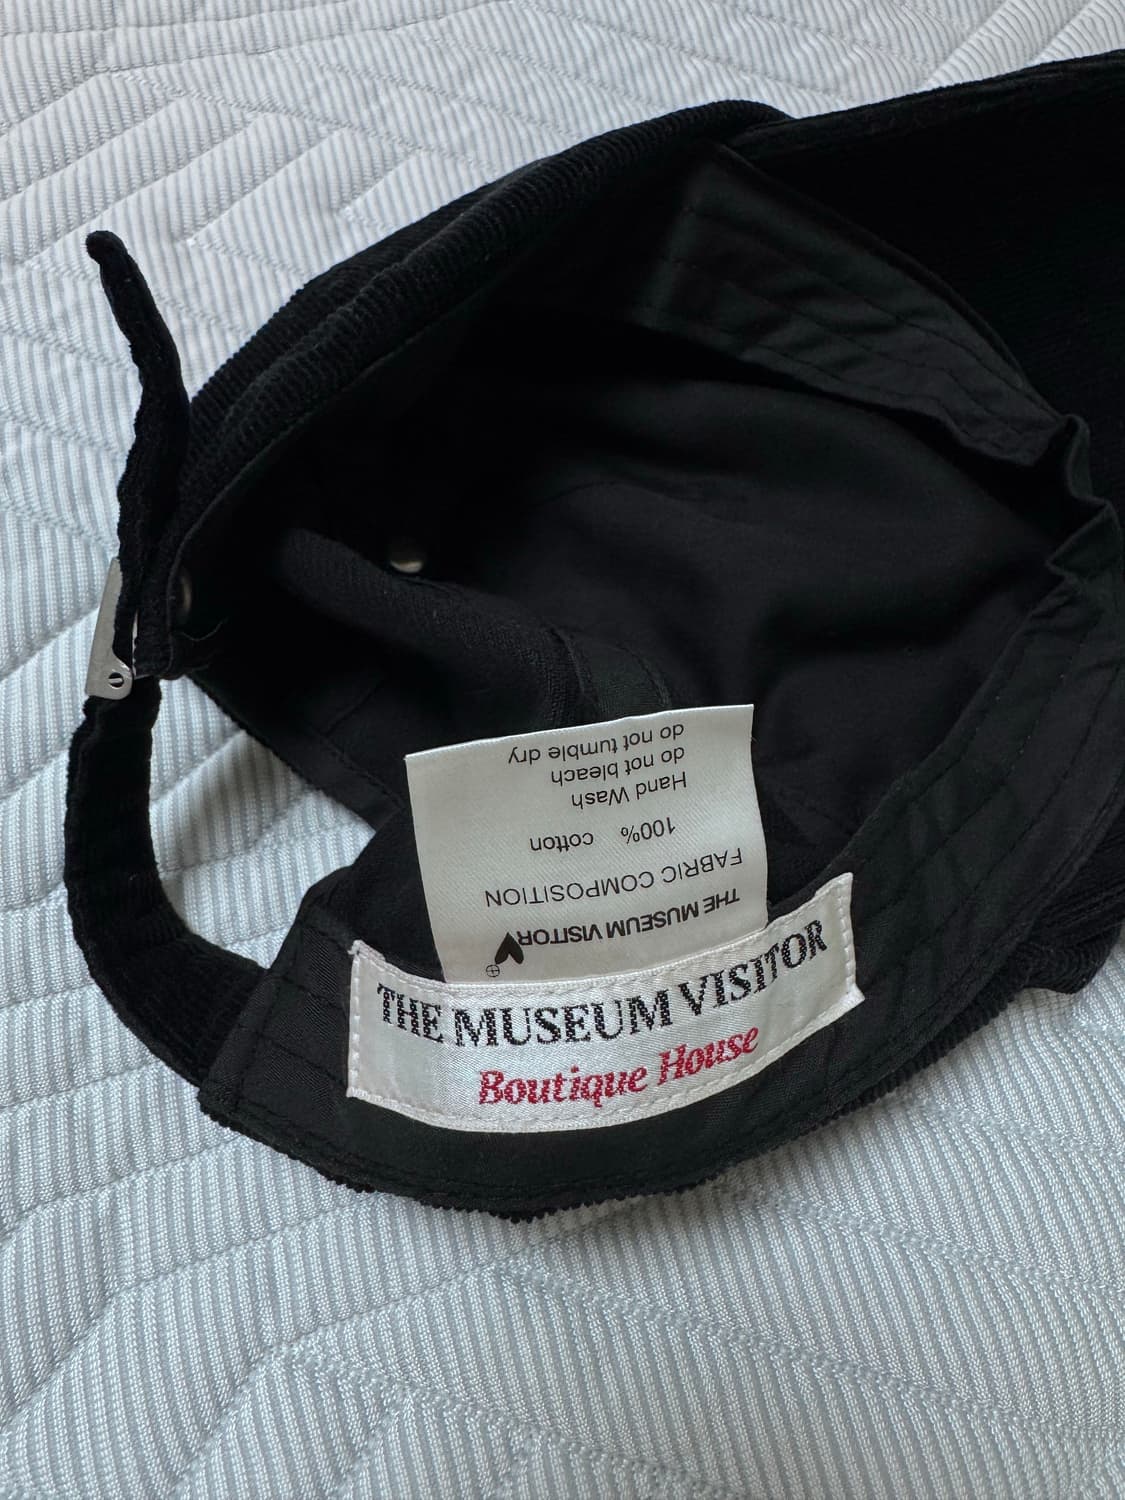 THE MUSEUM VISITOR
Boutique House
THE MUSEUM VISITOR
FABRIC COMPOSITION
100% cotton
Hand Wash
do not bleach
do not tumble dry